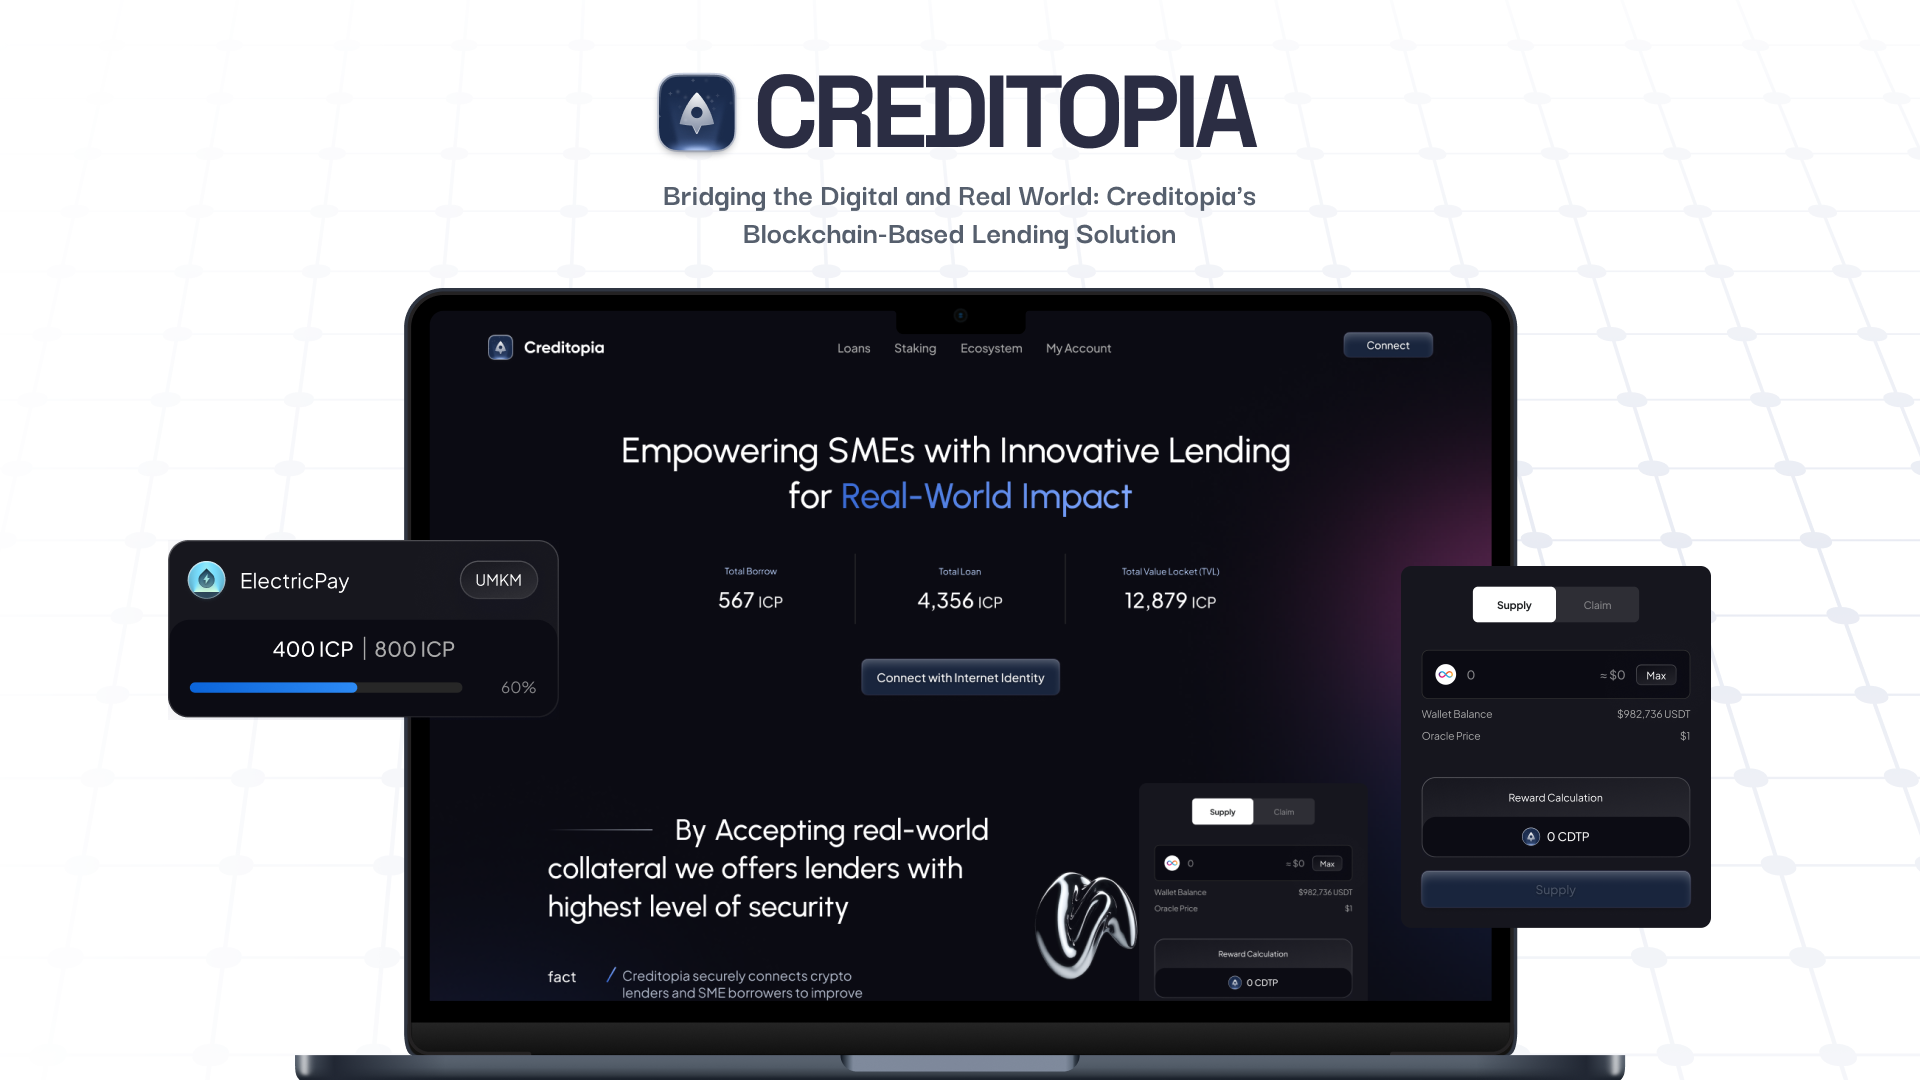 CREDITOPIA
Bridging the Digital and Real World: Creditopia's
Blockchain-Based Lending Solution
Creditopia
Loans
Staking
Ecosystem
My Account
Connect
Empowering SMEs with Innovative Lending
for Real-World Impact
Total Borrow
567 ICP
Total Loan
4,356 ICP
Total Value Locket (TVL)
12,879 ICP
Connect with Internet Identity
ElectricPay
UMKM
400 ICP | 800 ICP
60%
Supply
Claim
0
≈ $0
Max
Wallet Balance
$982,736 USDT
Oracle Price
$1
Reward Calculation
0 CDTP
Supply
By Accepting real-world
collateral we offers lenders with
highest level of security
fact
/ Creditopia securely connects crypto
lenders and SME borrowers to improve
Supply
Claim
0
≈ $0
Max
Wallet Balance
$982,736 USDT
Oracle Price
$1
Reward Calculation
0 CDTP